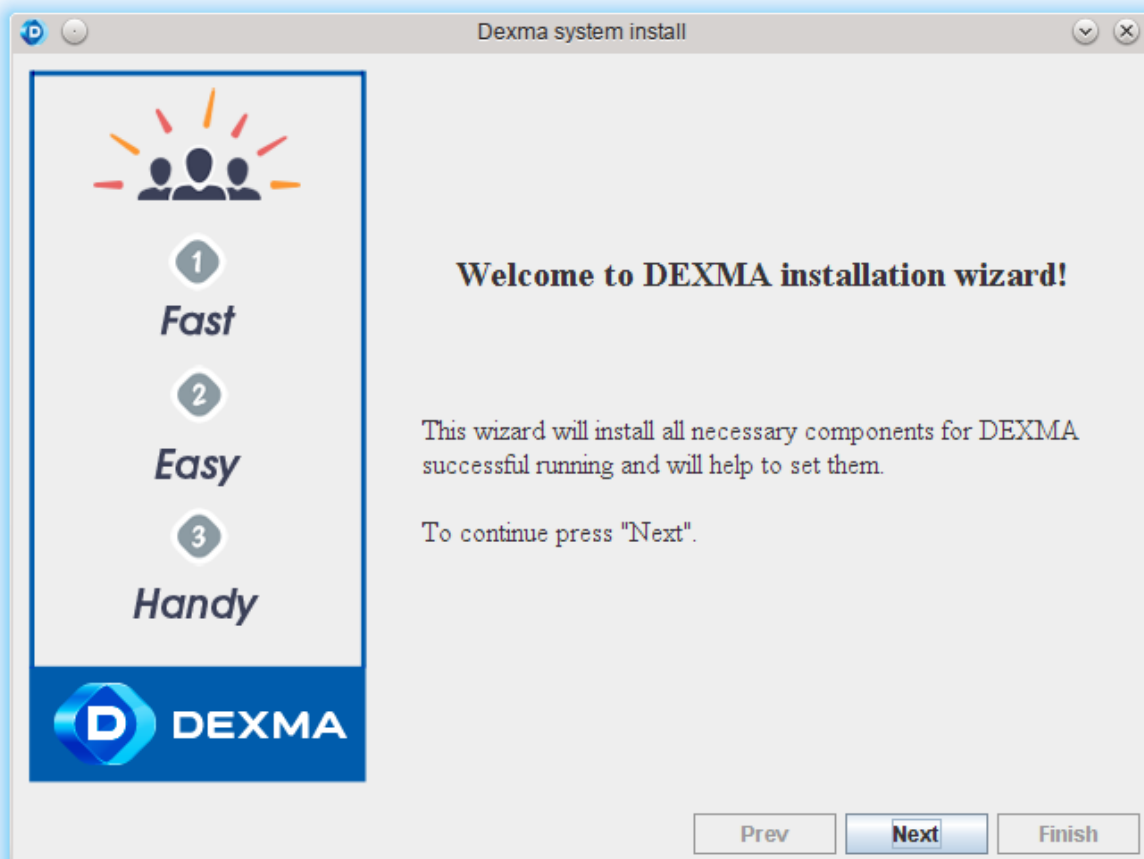 Dexma system install
1
Fast
2
Easy
3
Handy
D DEXMA
Welcome to DEXMA installation wizard!
This wizard will install all necessary components for DEXMA
successful running and will help to set them.
To continue press "Next".
Prev Next Finish